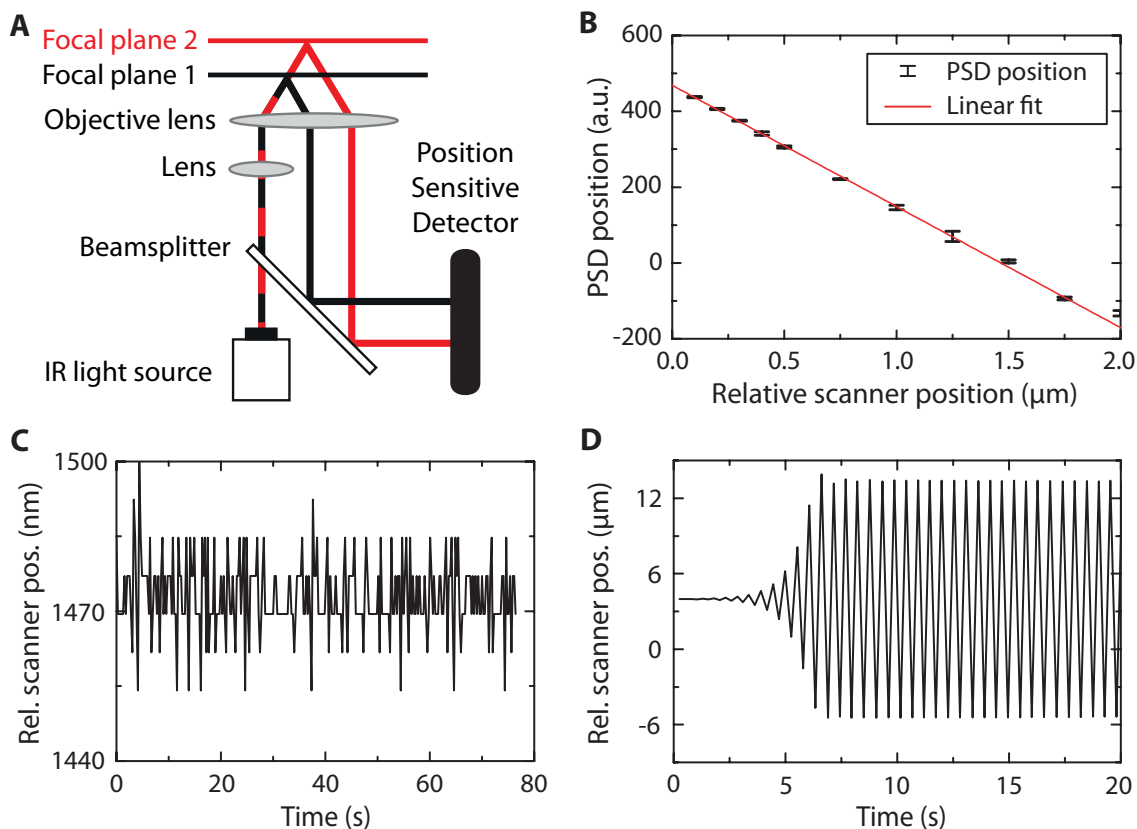 A
Focal plane 2
Focal plane 1
Objective lens
Lens
Beamsplitter
IR light source
Position
Sensitive
Detector
B
PSD position (a.u.)
600
400
200
0
-200
PSD position
Linear fit
0.0 0.5 1.0 1.5 2.0
Relative scanner position (µm)
C
Rel. scanner pos. (nm)
1500
1470
1440
0 20 40 60 80
Time (s)
D
Rel. scanner pos. (µm)
12
6
0
-6
0 5 10 15 20
Time (s)